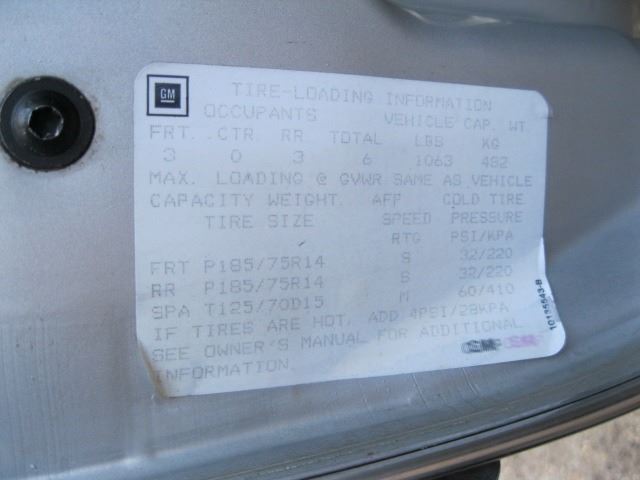 GM
TIRE-LOADING INFORMATION
OCCUPANTS VEHICLE CAP. WT.
FRT. CTR. RR. TOTAL LBS KG
3 0 3 6 1063 482
MAX. LOADING @ GVWR SAME AS VEHICLE
CAPACITY WEIGHT. AFF COLD TIRE
TIRE SIZE SPEED PRESSURE
RTG PSI/KPA
FRT P185/75R14 S 32/220
RR P185/75R14 S 32/220
SPA T125/70D15 M 60/410
IF TIRES ARE HOT, ADD 4PSI/28KPA
SEE OWNER'S MANUAL FOR ADDITIONAL
INFORMATION.
10135543-B